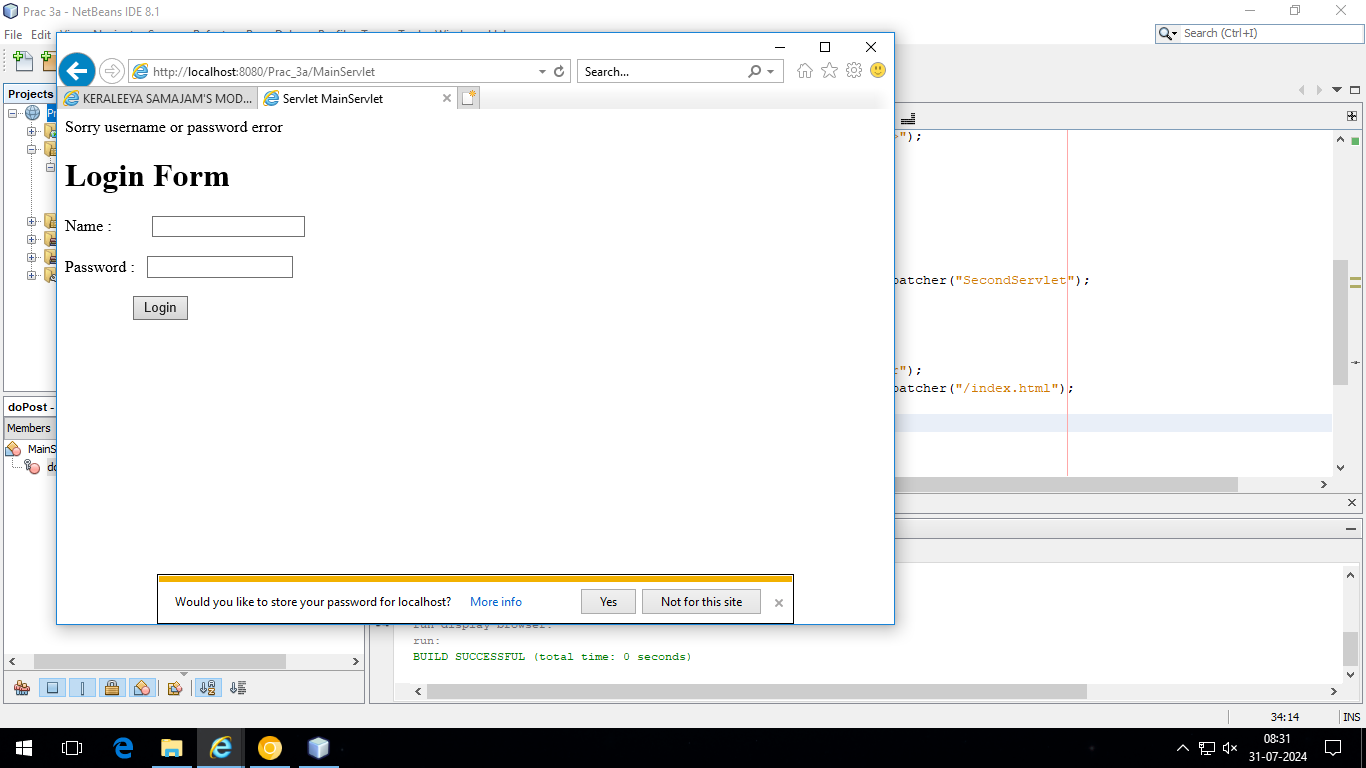 Prac 3a - NetBeans IDE 8.1
File Edit
Search (Ctrl+I)
http://localhost:8080/Prac_3a/MainServlet
Search...
KERALEEYA SAMAJAM'S MOD...
Servlet MainServlet
Projects
Sorry username or password error
Login Form
Name :
Password :
Login
");
patcher("SecondServlet");
");
patcher("/index.html");
doPost -
Members
MainS
do
Would you like to store your password for localhost? More info Yes Not for this site
run-display-browser:
run:
BUILD SUCCESSFUL (total time: 0 seconds)
34:14 INS
08:31
31-07-2024